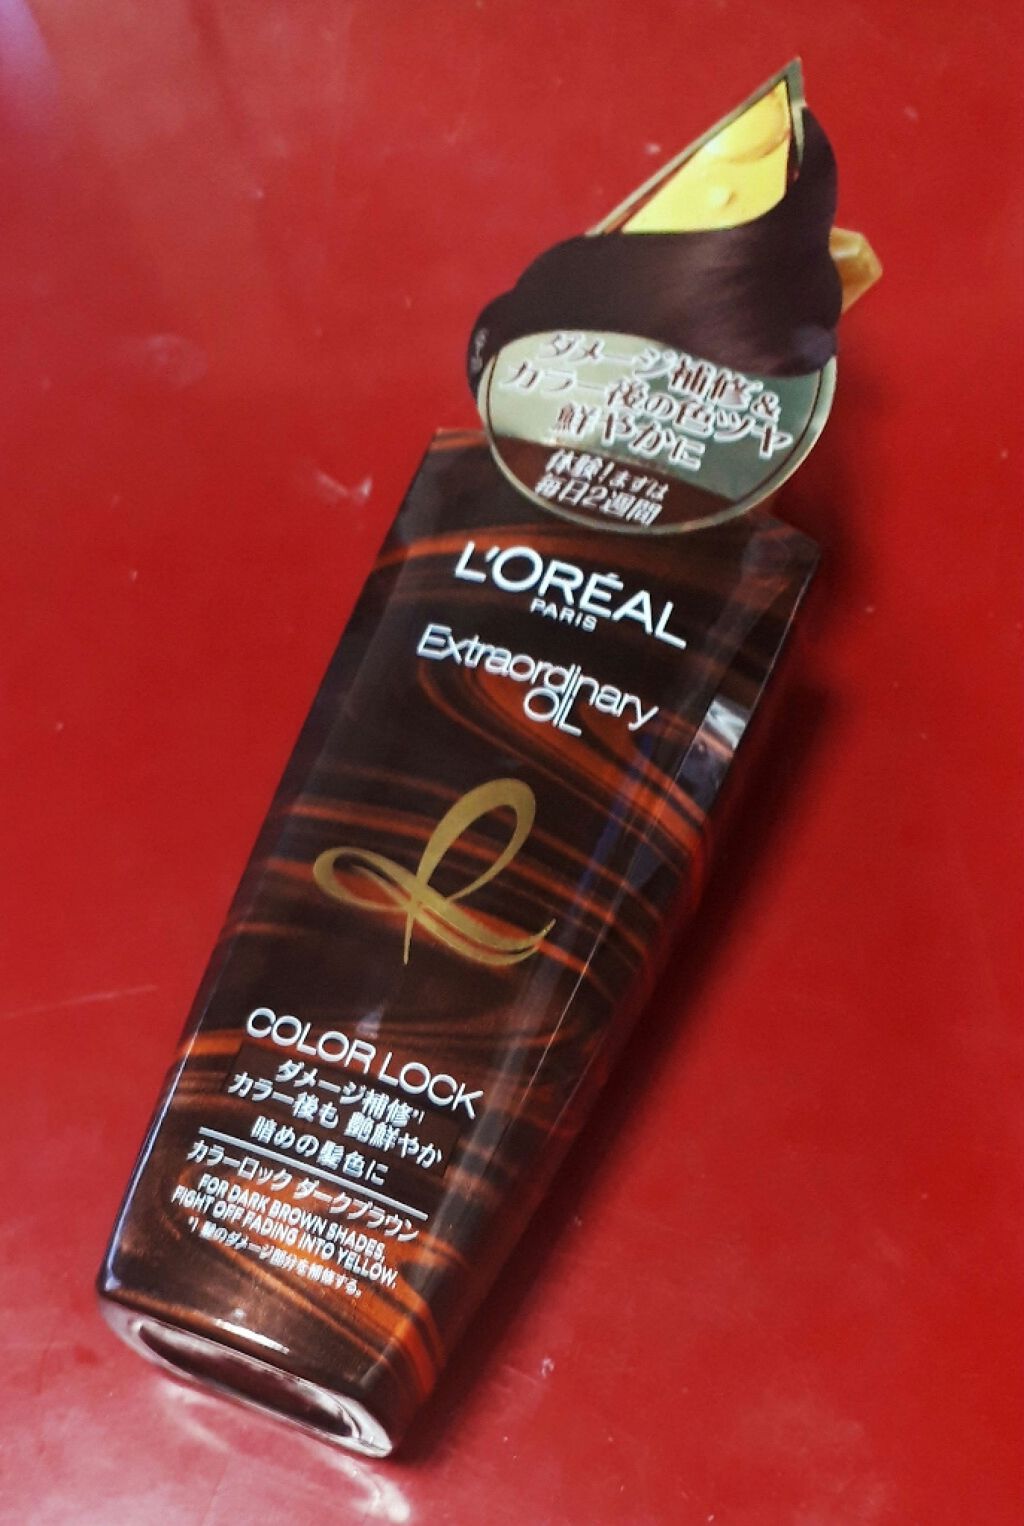 ダメージ補修&
カラー後の色ツヤ
鮮やかに
体験!まずは
毎日2週間
L'ORÉAL
PARIS
Extraordinary
OIL
COLOR LOCK
ダメージ補修*1
カラー後も 艶鮮やか
暗めの髪色に
カラーロック ダークブラウン
FOR DARK BROWN SHADES,
FIGHT OFF FADING INTO YELLOW.
*1 髪のダメージ部分を補修する。